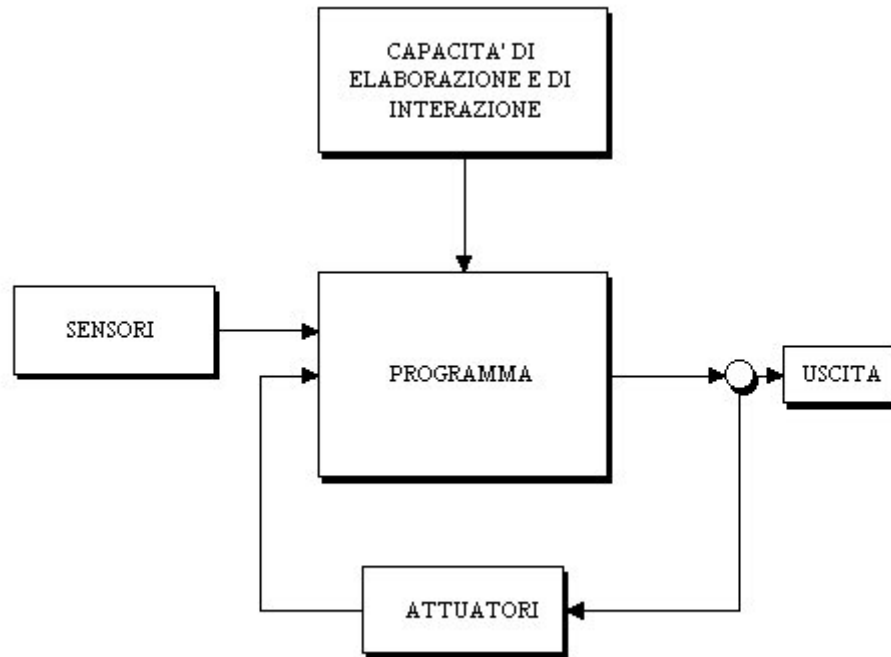 CAPACITA' DI
ELABORAZIONE E DI
INTERAZIONE
SENSORI
PROGRAMMA
USCITA
ATTUATORI